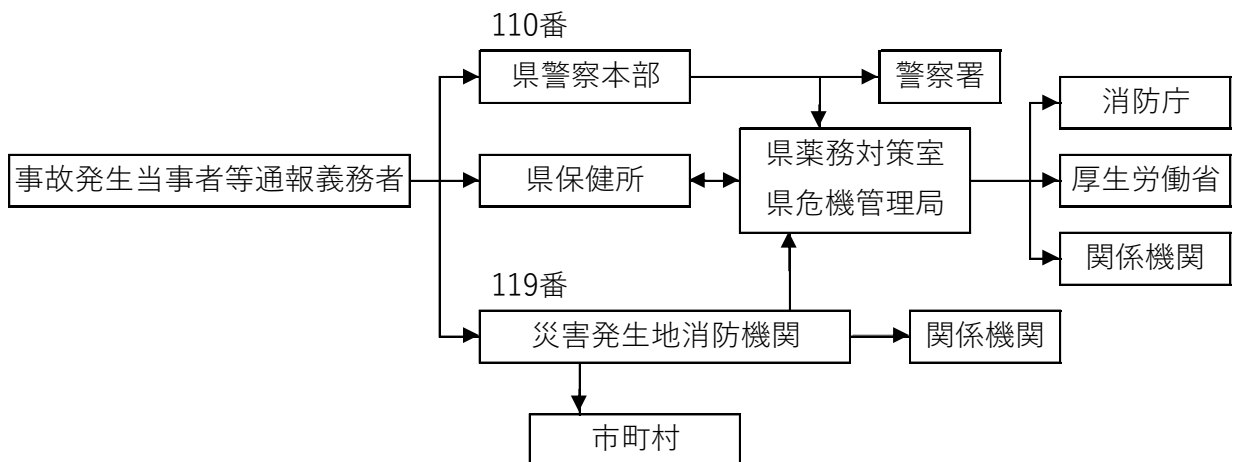 110番
県警察本部
警察署
消防庁
事故発生当事者等通報義務者
県保健所
県薬務対策室
県危機管理局
厚生労働省
関係機関
119番
災害発生地消防機関
関係機関
市町村